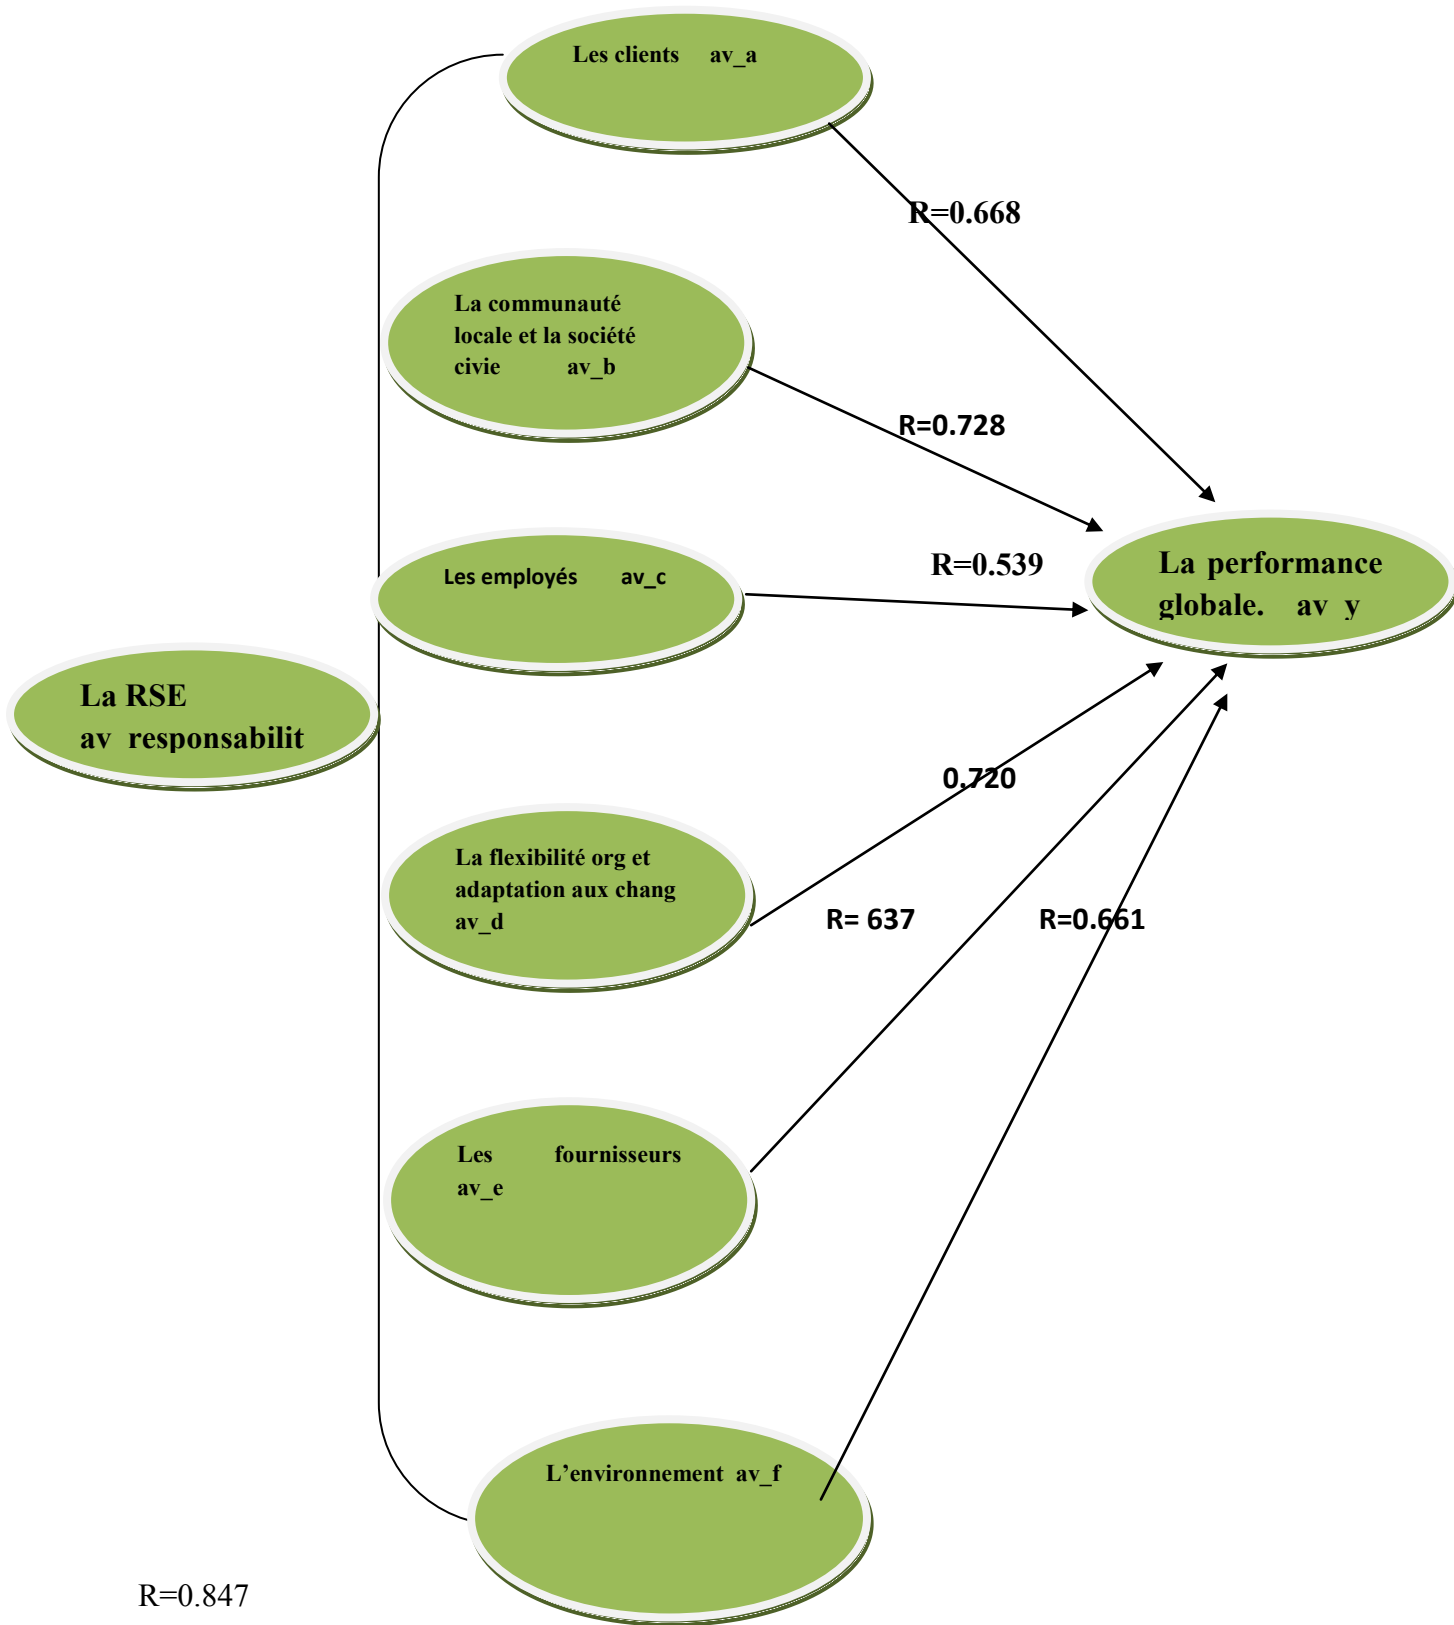 Les clients av_a
R=0.668
La communauté
locale et la société
civie av_b
R=0.728
Les employés av_c
R=0.539
La performance
globale. av y
La RSE
av responsabilit
0.720
La flexibilité org et
adaptation aux chang
av_d
R= 637
R=0.661
Les fournisseurs
av_e
L'environnement av_f
R=0.847